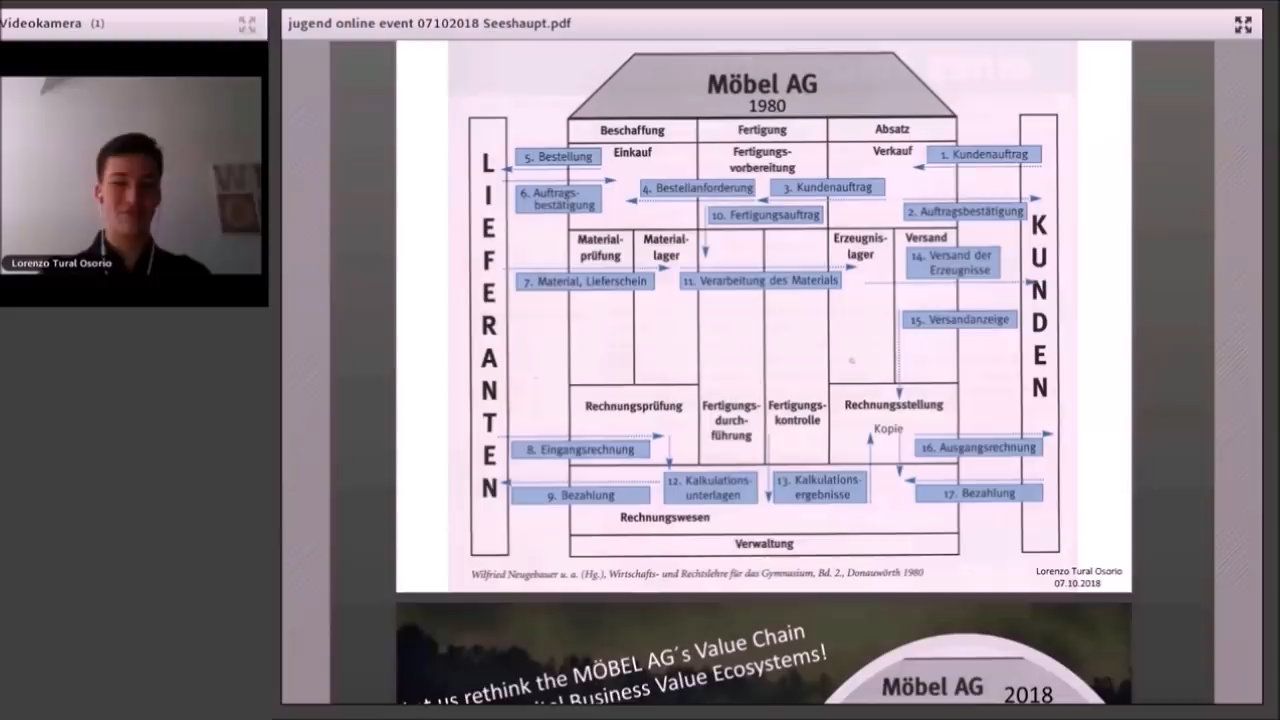 Videokamera (1)
Lorenzo Tural Osorio
jugend online event 07102018 Seeshaupt.pdf
Möbel AG
1980
Beschaffung
Fertigung
Absatz
LIEFERANTEN
KUNDEN
Einkauf
Fertigungs-
vorbereitung
Verkauf
1. Kundenauftrag
5. Bestellung
6. Auftrags-
bestätigung
4. Bestellanforderung
3. Kundenauftrag
2. Auftragsbestätigung
10. Fertigungsauftrag
Material-
prüfung
Material-
lager
Erzeugnis-
lager
Versand
14. Versand der
Erzeugnisse
7. Material, Lieferschein
11. Verarbeitung des Materials
15. Versandanzeige
Rechnungsprüfung
Fertigungs-
durch-
führung
Fertigungs-
kontrolle
Rechnungsstellung
Kopie
8. Eingangsrechnung
16. Ausgangsrechnung
9. Bezahlung
12. Kalkulations-
unterlagen
13. Kalkulations-
ergebnisse
17. Bezahlung
Rechnungswesen
Verwaltung
Wilfried Neugebauer u. a. (Hg.), Wirtschafts- und Rechtslehre für das Gymnasium, Bd. 2., Donauwörth 1980
Lorenzo Tural Osorio
07.10.2018
us rethink the MÖBEL AG´s Value Chain
Business Value Ecosystems!
Möbel AG 2018